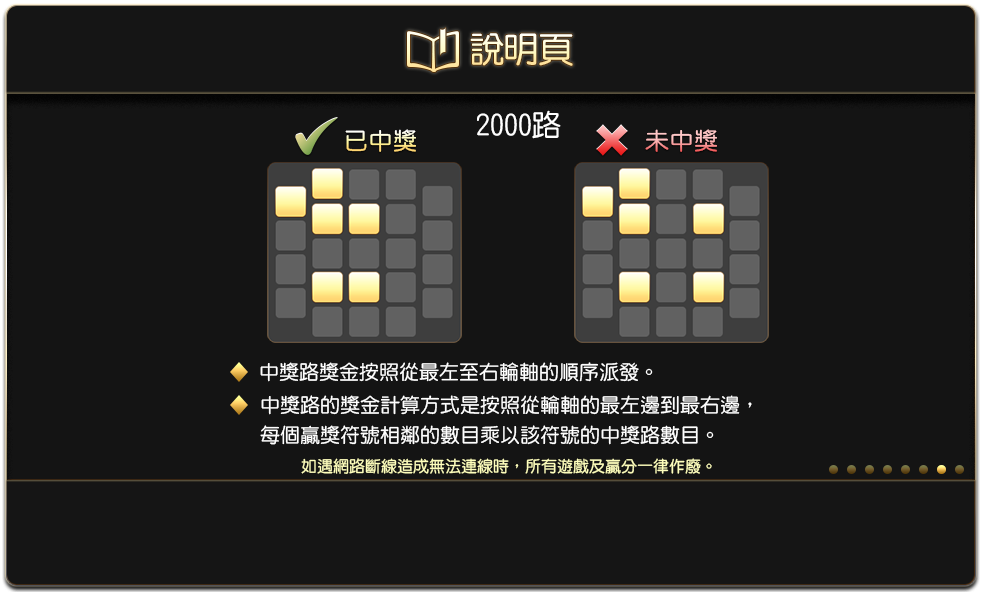 說明頁
2000路
已中獎
未中獎
中獎路獎金按照從最左至右輪軸的順序派發。
中獎路的獎金計算方式是按照從輪軸的最左邊到最右邊，
每個贏獎符號相鄰的數目乘以該符號的中獎路數目。
如遇網路斷線造成無法連線時，所有遊戲及贏分一律作廢。